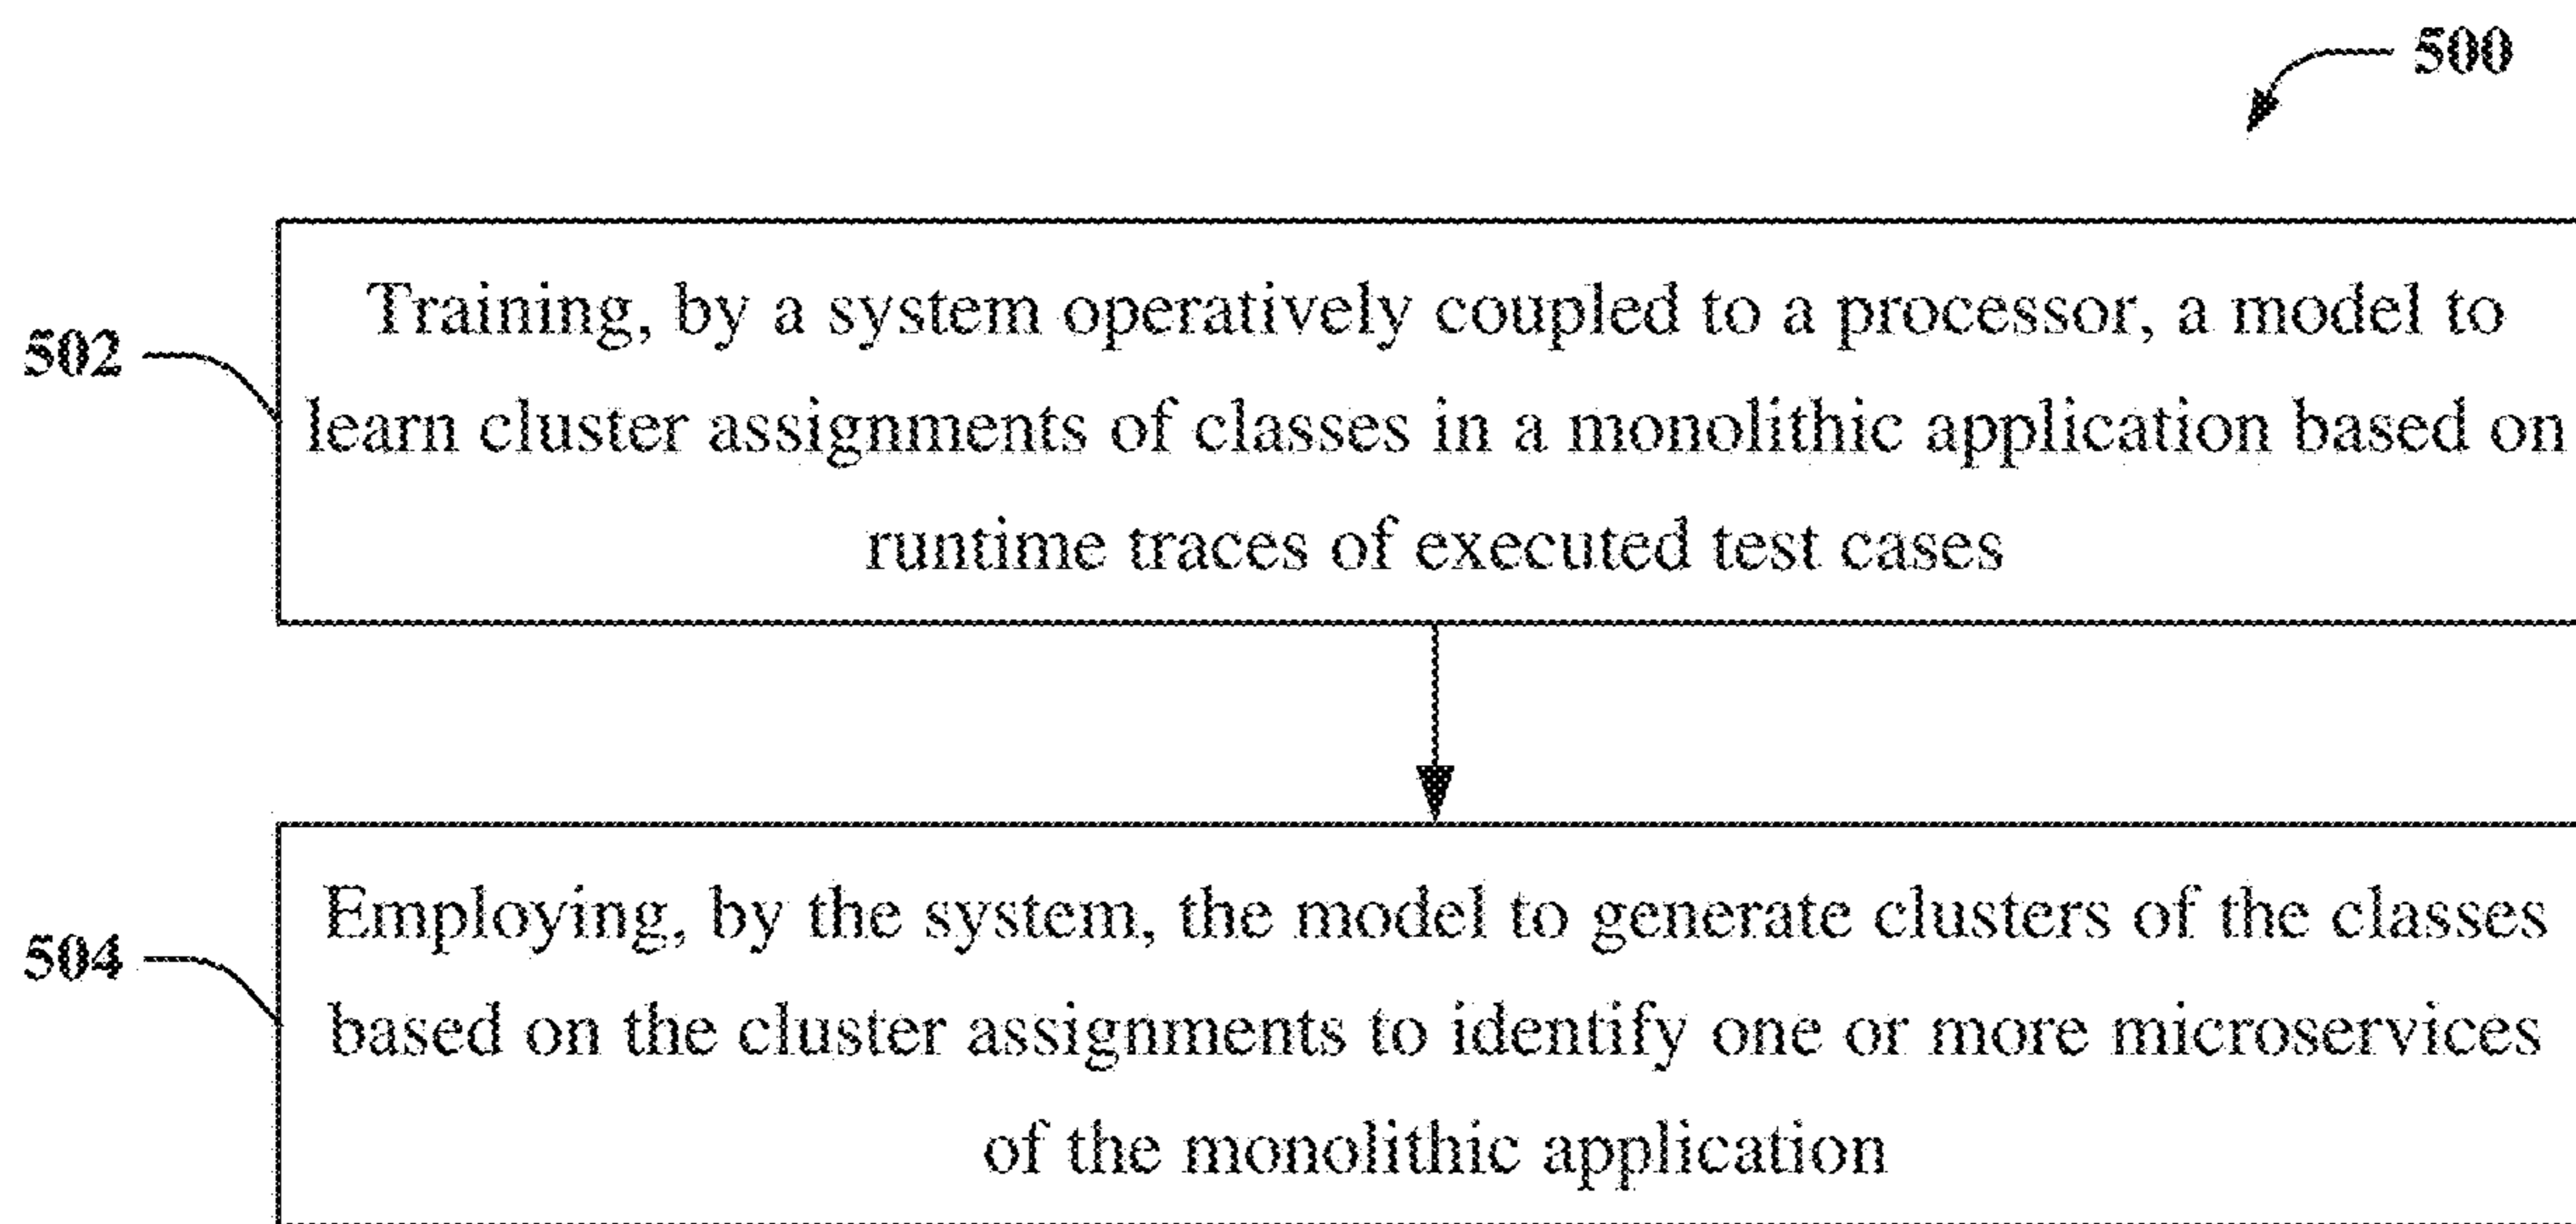 500
502
Training, by a system operatively coupled to a processor, a model to
learn cluster assignments of classes in a monolithic application based on
runtime traces of executed test cases
504
Employing, by the system, the model to generate clusters of the classes
based on the cluster assignments to identify one or more microservices
of the monolithic application